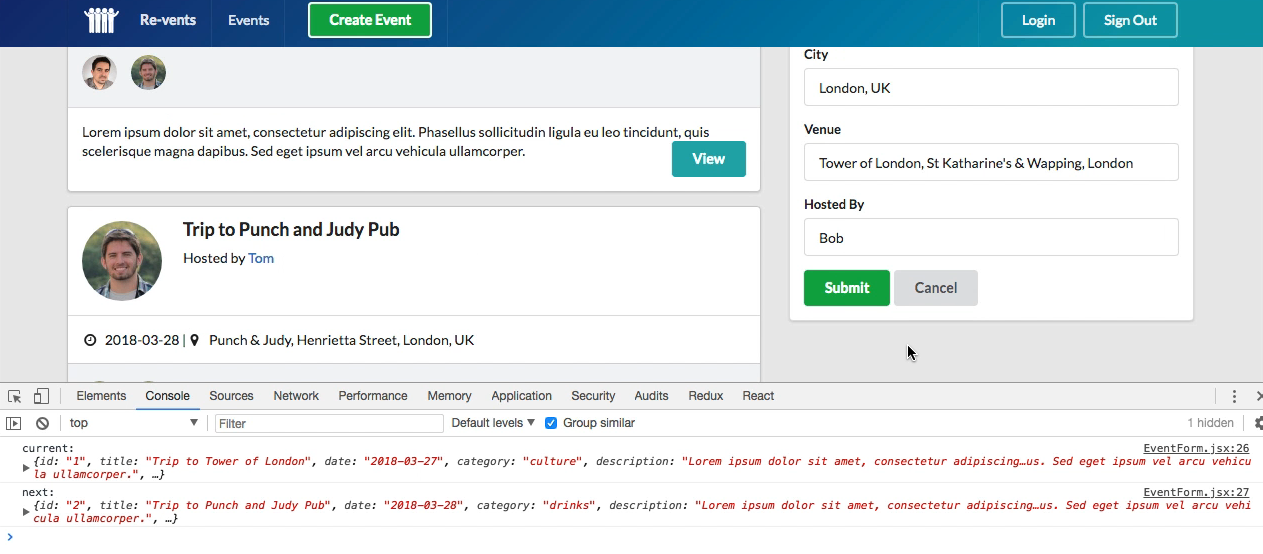 Re-vents Events Create Event Login Sign Out
Lorem ipsum dolor sit amet, consectetur adipiscing elit. Phasellus sollicitudin ligula eu leo tincidunt, quis
scelerisque magna dapibus. Sed eget ipsum vel arcu vehicula ullamcorper.
View
Trip to Punch and Judy Pub
Hosted by Tom
2018-03-28 | Punch & Judy, Henrietta Street, London, UK
City
London, UK
Venue
Tower of London, St Katharine's & Wapping, London
Hosted By
Bob
Submit Cancel
Elements Console Sources Network Performance Memory Application Security Audits Redux React
top Filter Default levels Group similar 1 hidden
current: EventForm.jsx:26
{id: "1", title: "Trip to Tower of London", date: "2018-03-27", category: "culture", description: "Lorem ipsum dolor sit amet, consectetur adipiscing…us. Sed eget ipsum vel arcu vehicu
la ullamcorper.", …}
next: EventForm.jsx:27
{id: "2", title: "Trip to Punch and Judy Pub", date: "2018-03-28", category: "drinks", description: "Lorem ipsum dolor sit amet, consectetur adipiscing…us. Sed eget ipsum vel arcu vehi
cula ullamcorper.", …}